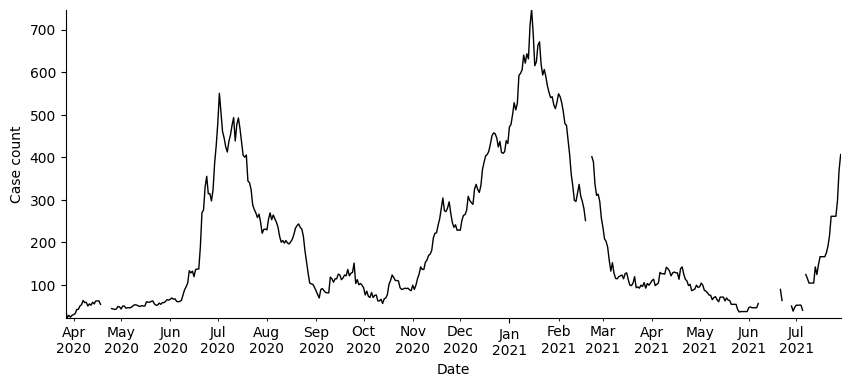 700
600
500
400
300
200
100
Case count
Apr May Jun Jul Aug Sep Oct Nov Dec Jan Feb Mar Apr May Jun Jul
2020 2020 2020 2020 2020 2020 2020 2020 2020 2021 2021 2021 2021 2021 2021 2021
Date